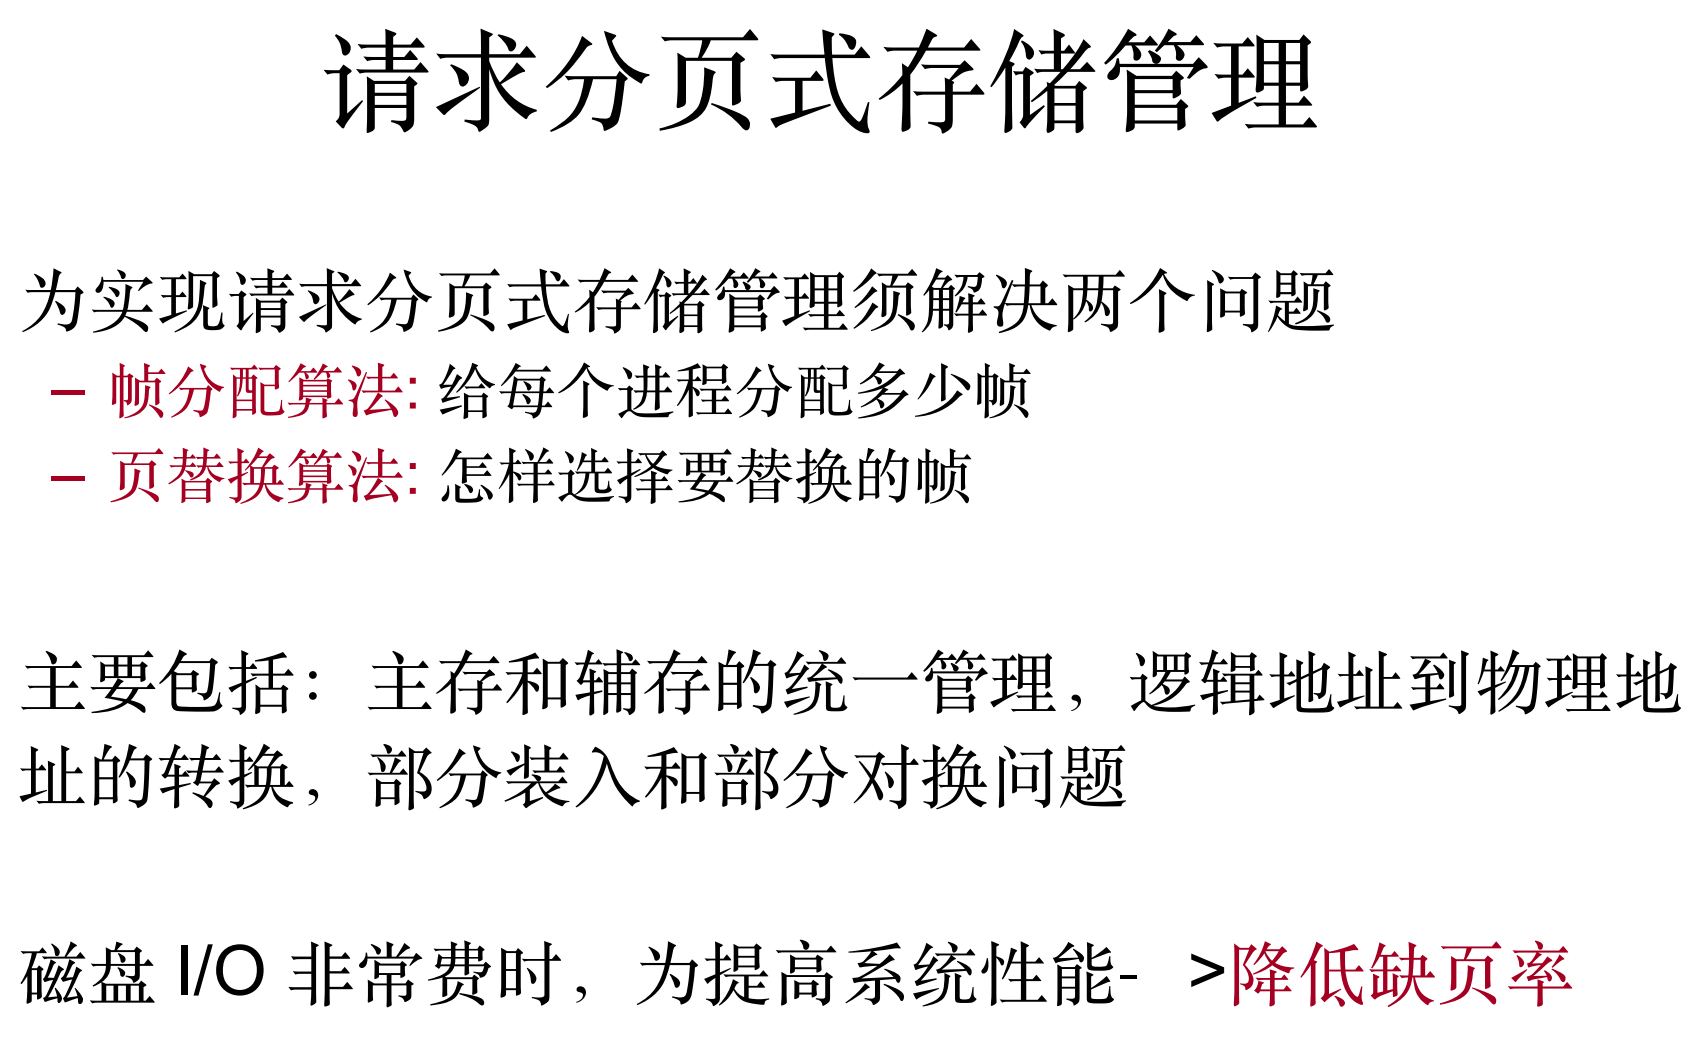 请求分页式存储管理
为实现请求分页式存储管理须解决两个问题
– 帧分配算法: 给每个进程分配多少帧
– 页替换算法: 怎样选择要替换的帧
主要包括：主存和辅存的统一管理，逻辑地址到物理地
址的转换，部分装入和部分对换问题
磁盘 I/O 非常费时，为提高系统性能- >降低缺页率